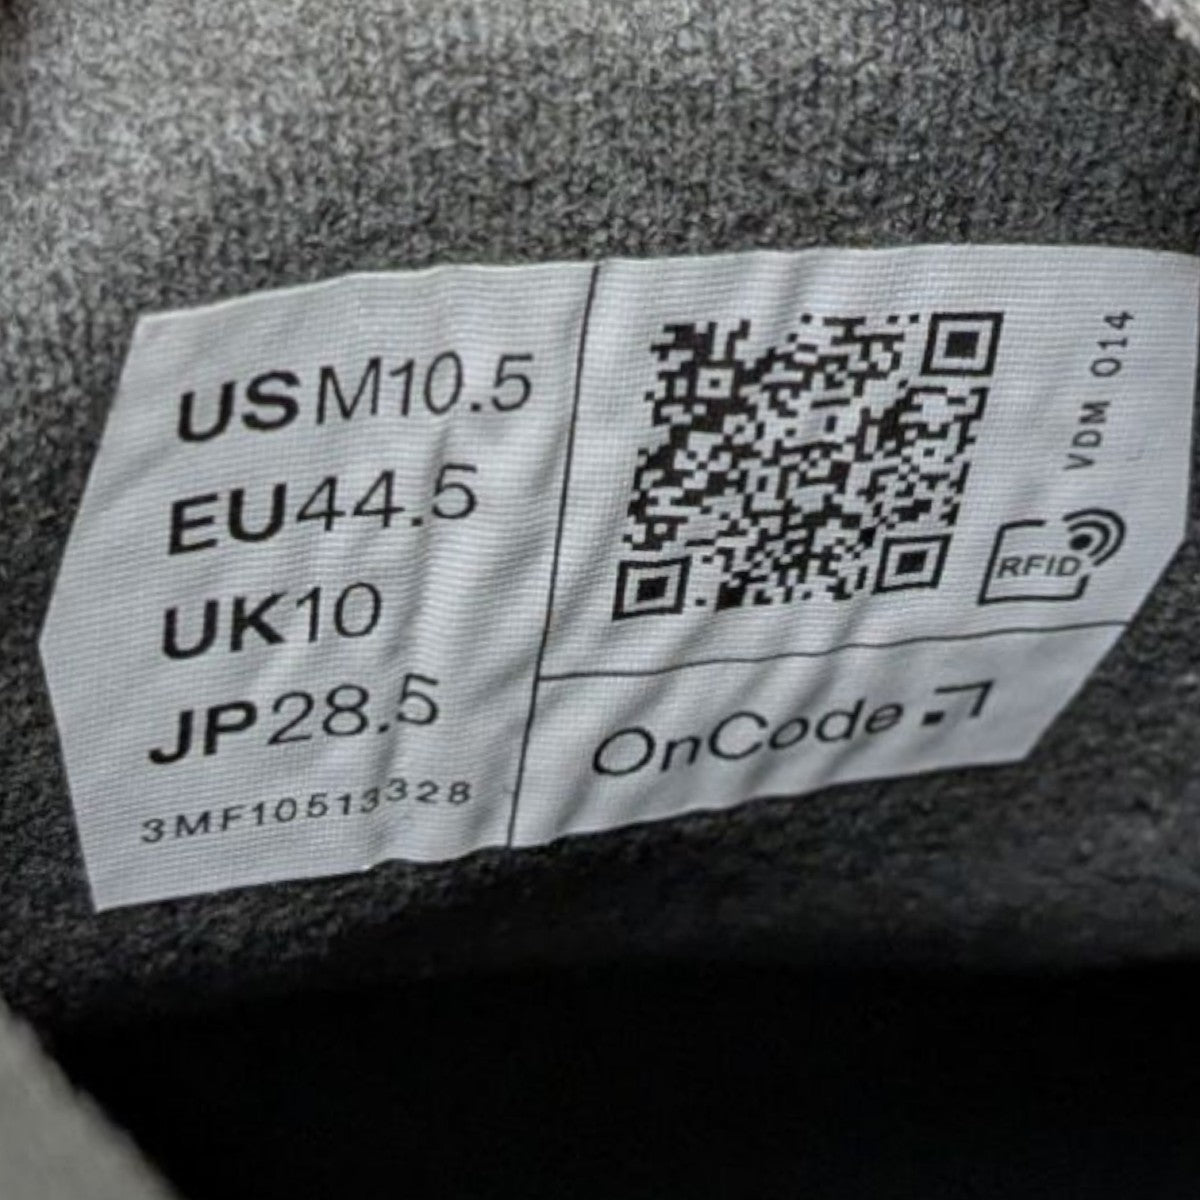 USM10.5
EU44.5
UK10
JP28.5
3MF10513328
VDM 014
RFID
OnCode